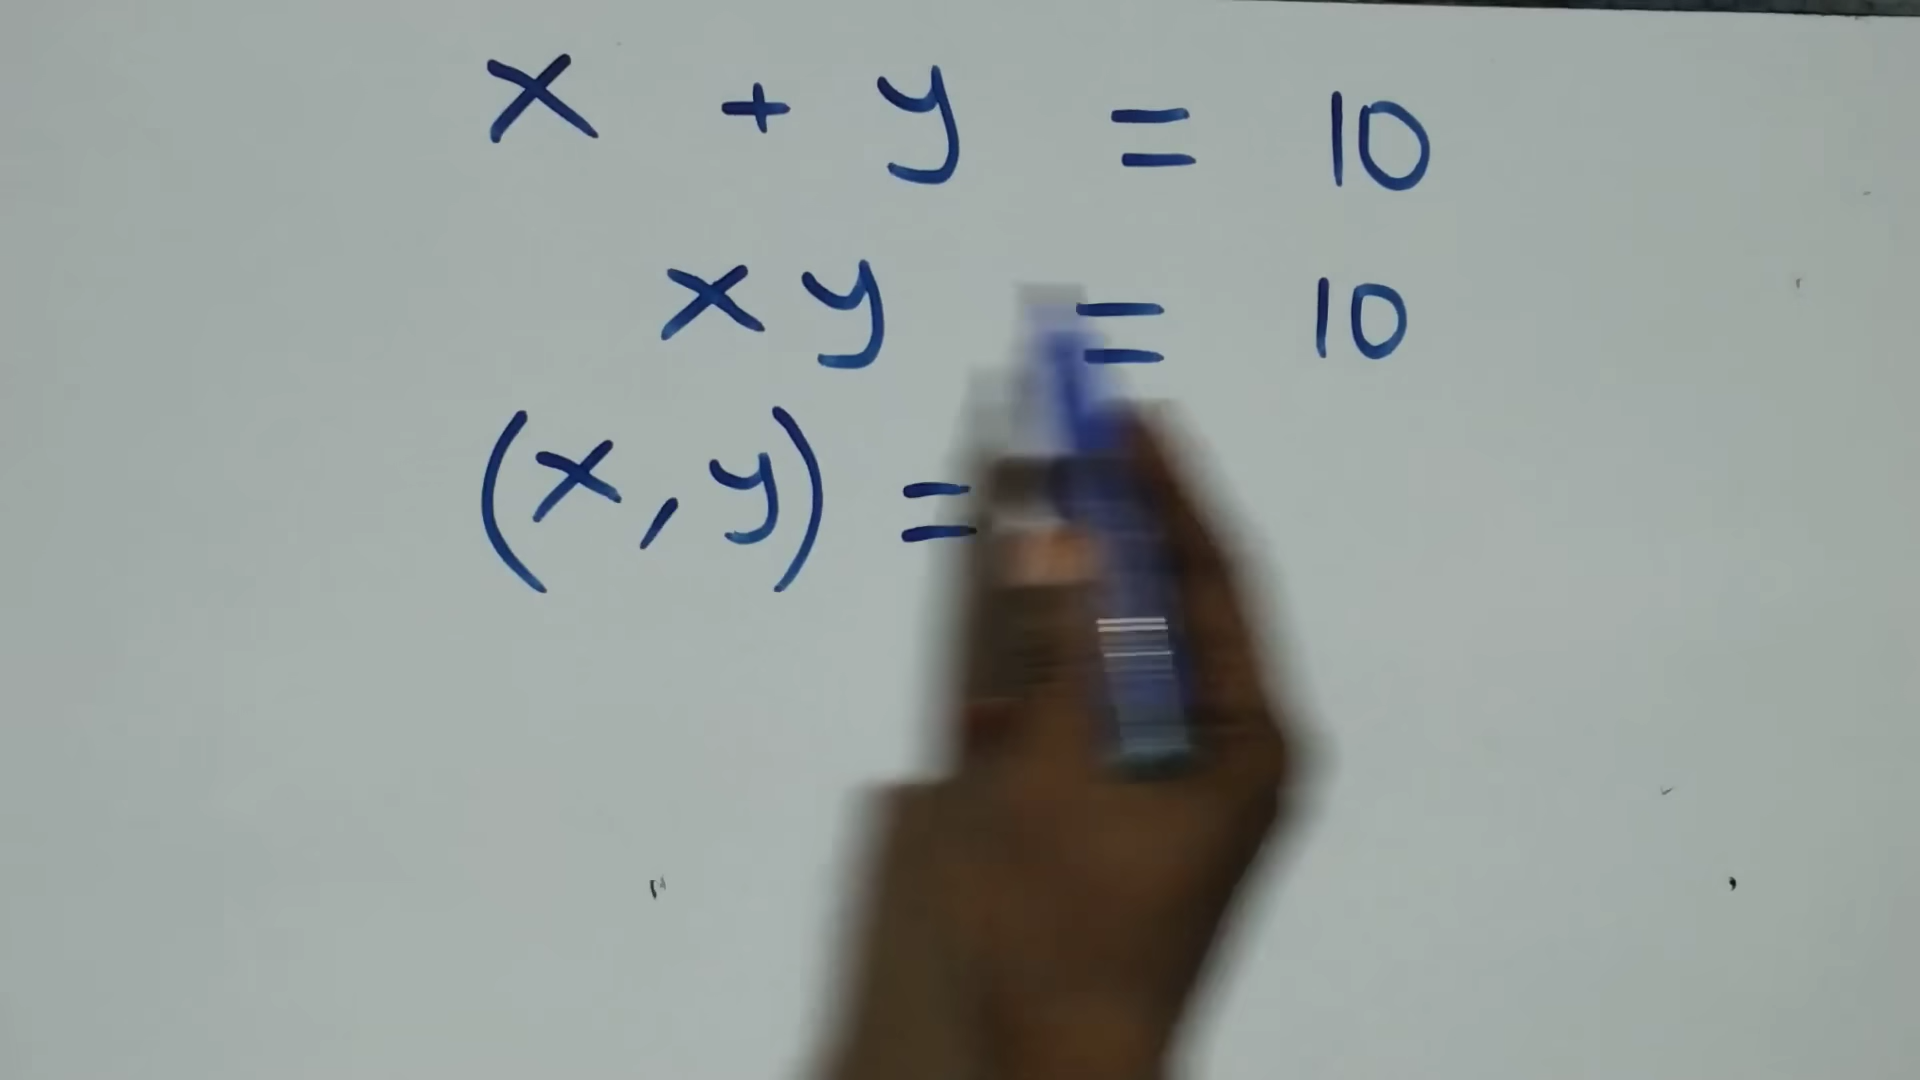 x + y = 10
xy = 10
(x, y) =